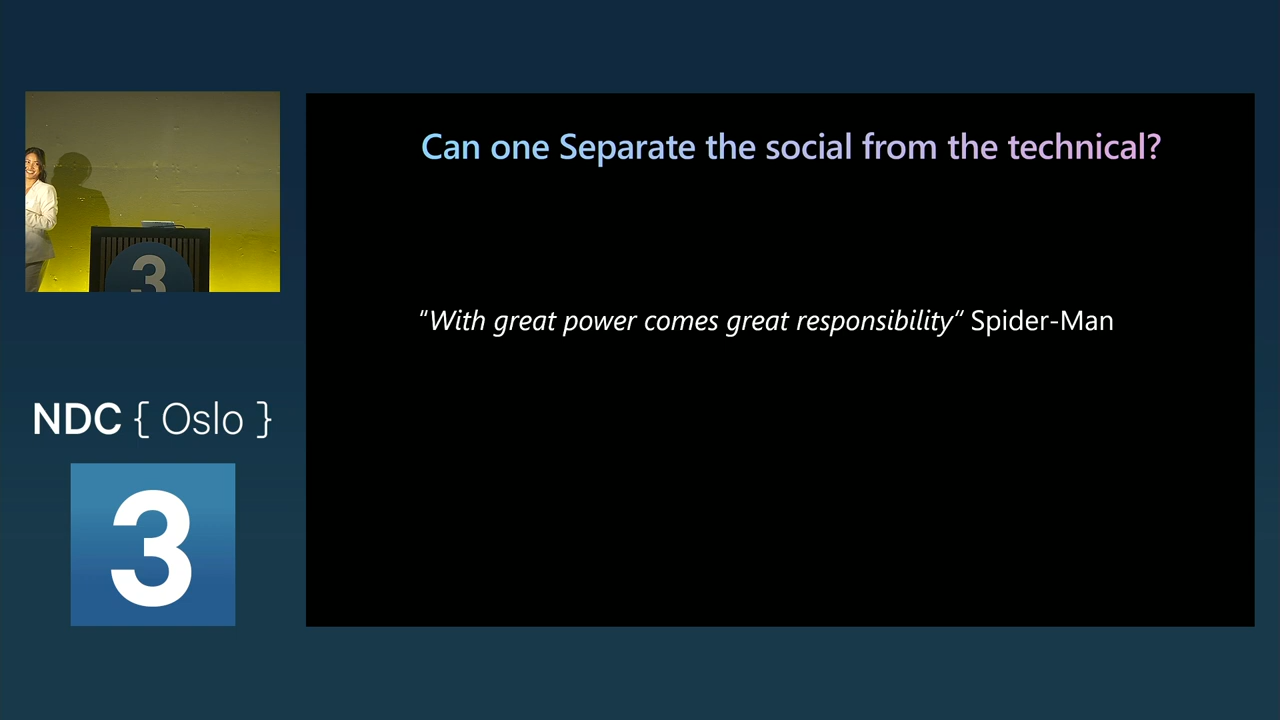 Can one Separate the social from the technical?
“With great power comes great responsibility“ Spider-Man
3
NDC { Oslo }
3